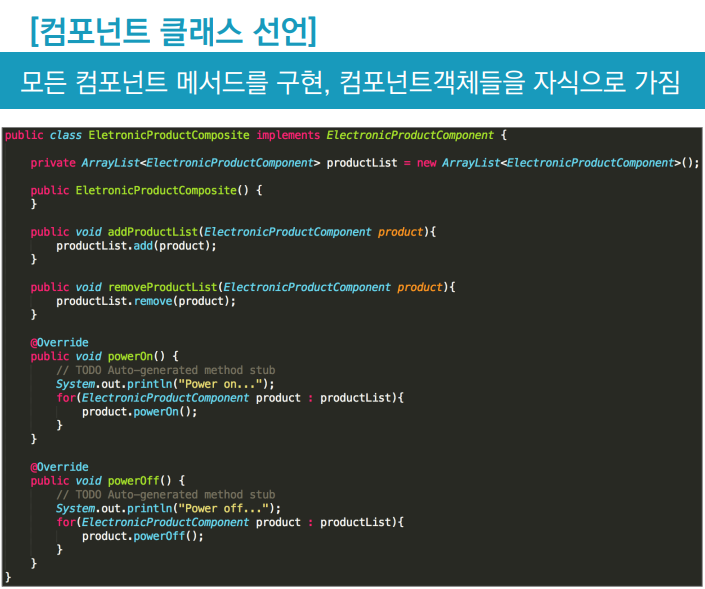 [컴포넌트 클래스 선언]
모든 컴포넌트 메서드를 구현, 컴포넌트객체들을 자식으로 가짐
public class EletronicProductComposite implements ElectronicProductComponent {
private ArrayList<ElectronicProductComponent> productList = new ArrayList<ElectronicProductComponent>();
public EletronicProductComposite() {
}
public void addProductList(ElectronicProductComponent product){
productList.add(product);
}
public void removeProductList(ElectronicProductComponent product){
productList.remove(product);
}
@Override
public void powerOn() {
// TODO Auto-generated method stub
System.out.println("Power on...");
for(ElectronicProductComponent product : productList){
product.powerOn();
}
}
@Override
public void powerOff() {
// TODO Auto-generated method stub
System.out.println("Power off...");
for(ElectronicProductComponent product : productList){
product.powerOff();
}
}
}